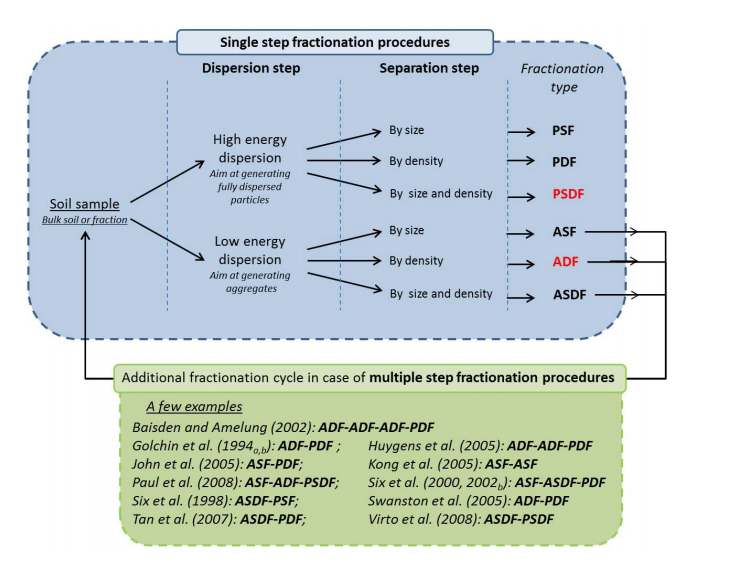 Single step fractionation procedures
Dispersion step
Separation step
Fractionation
type
Soil sample
Bulk soil or fraction
High energy
dispersion
Aim at generating
fully dispersed
particles
By size
PSF
By density
PDF
By size and density
PSDF
Low energy
dispersion
Aim at generating
aggregates
By size
ASF
By density
ADF
By size and density
ASDF
Additional fractionation cycle in case of multiple step fractionation procedures
A few examples
Baisden and Amelung (2002): ADF-ADF-ADF-PDF
Golchin et al. (1994a,b): ADF-PDF ;
Huygens et al. (2005): ADF-ADF-PDF
John et al. (2005): ASF-PDF;
Kong et al. (2005): ASF-ASF
Paul et al. (2008): ASF-ADF-PSDF;
Six et al. (2000, 2002b): ASF-ASDF-PDF
Six et al. (1998): ASDF-PSF;
Swanston et al. (2005): ADF-PDF
Tan et al. (2007): ASDF-PDF;
Virto et al. (2008): ASDF-PSDF